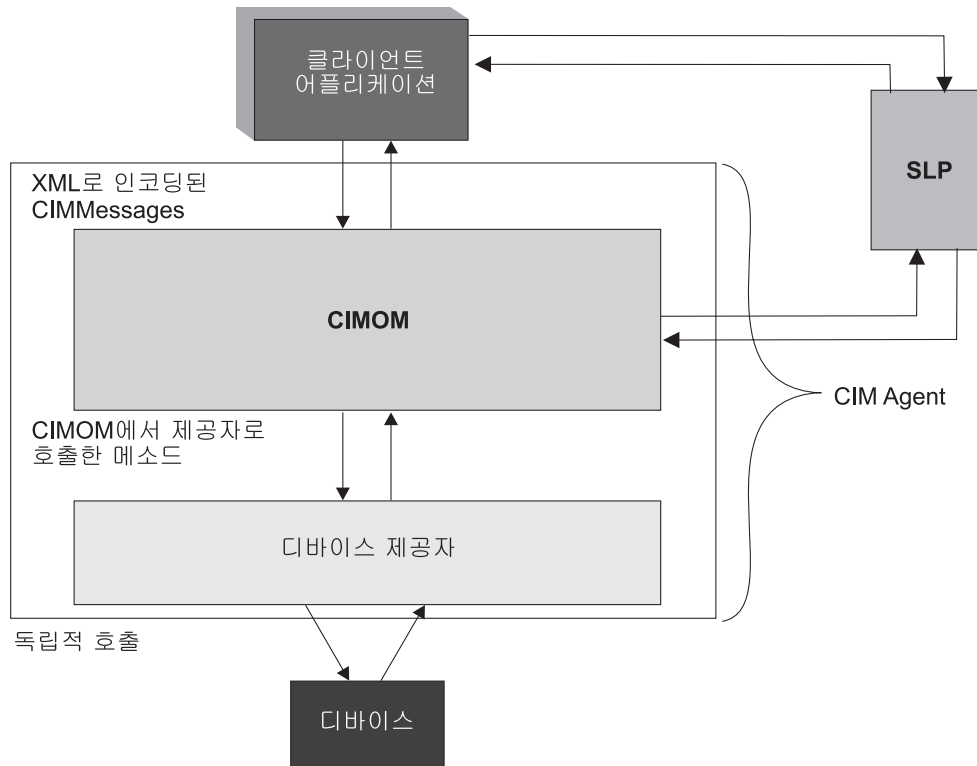 클라이언트
어플리케이션
SLP
XML로 인코딩된
CIMMessages
CIMOM
CIM Agent
CIMOM에서 제공자로
호출한 메소드
디바이스 제공자
독립적 호출
디바이스